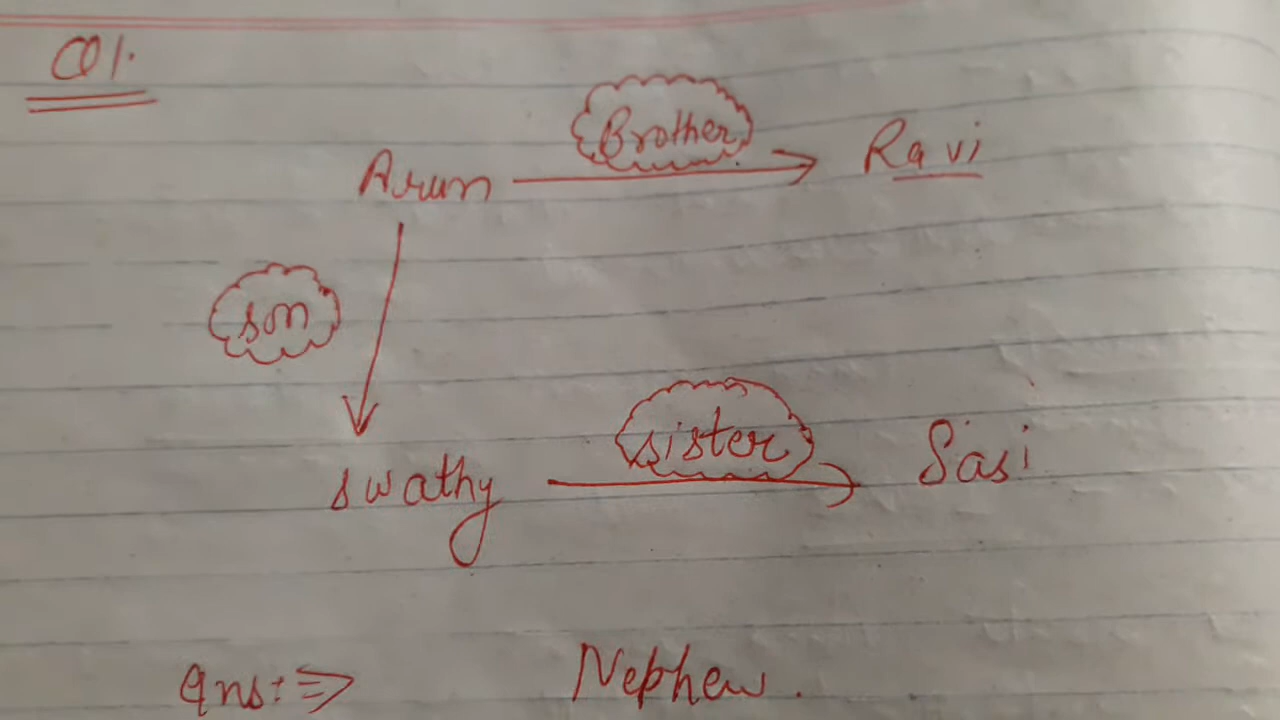 Q1.
Brother
Arun Ravi
son
sister
swathy Sasi
Ans:⇒ Nephew.